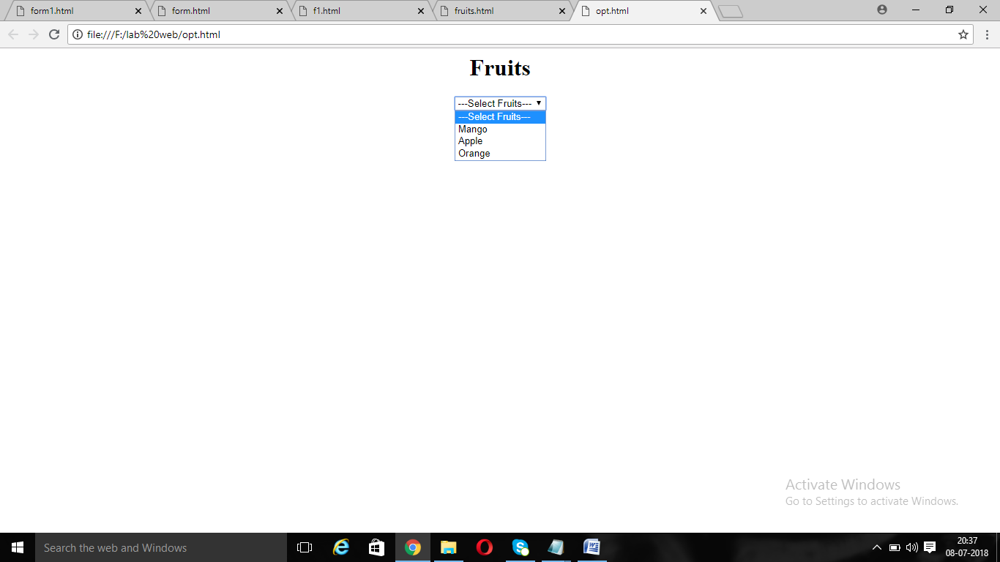 form1.html
form.html
f1.html
fruits.html
opt.html
file:///F:/lab%20web/opt.html
Fruits
---Select Fruits---
---Select Fruits---
Mango
Apple
Orange
Activate Windows
Go to Settings to activate Windows.
Search the web and Windows
20:37
08-07-2018